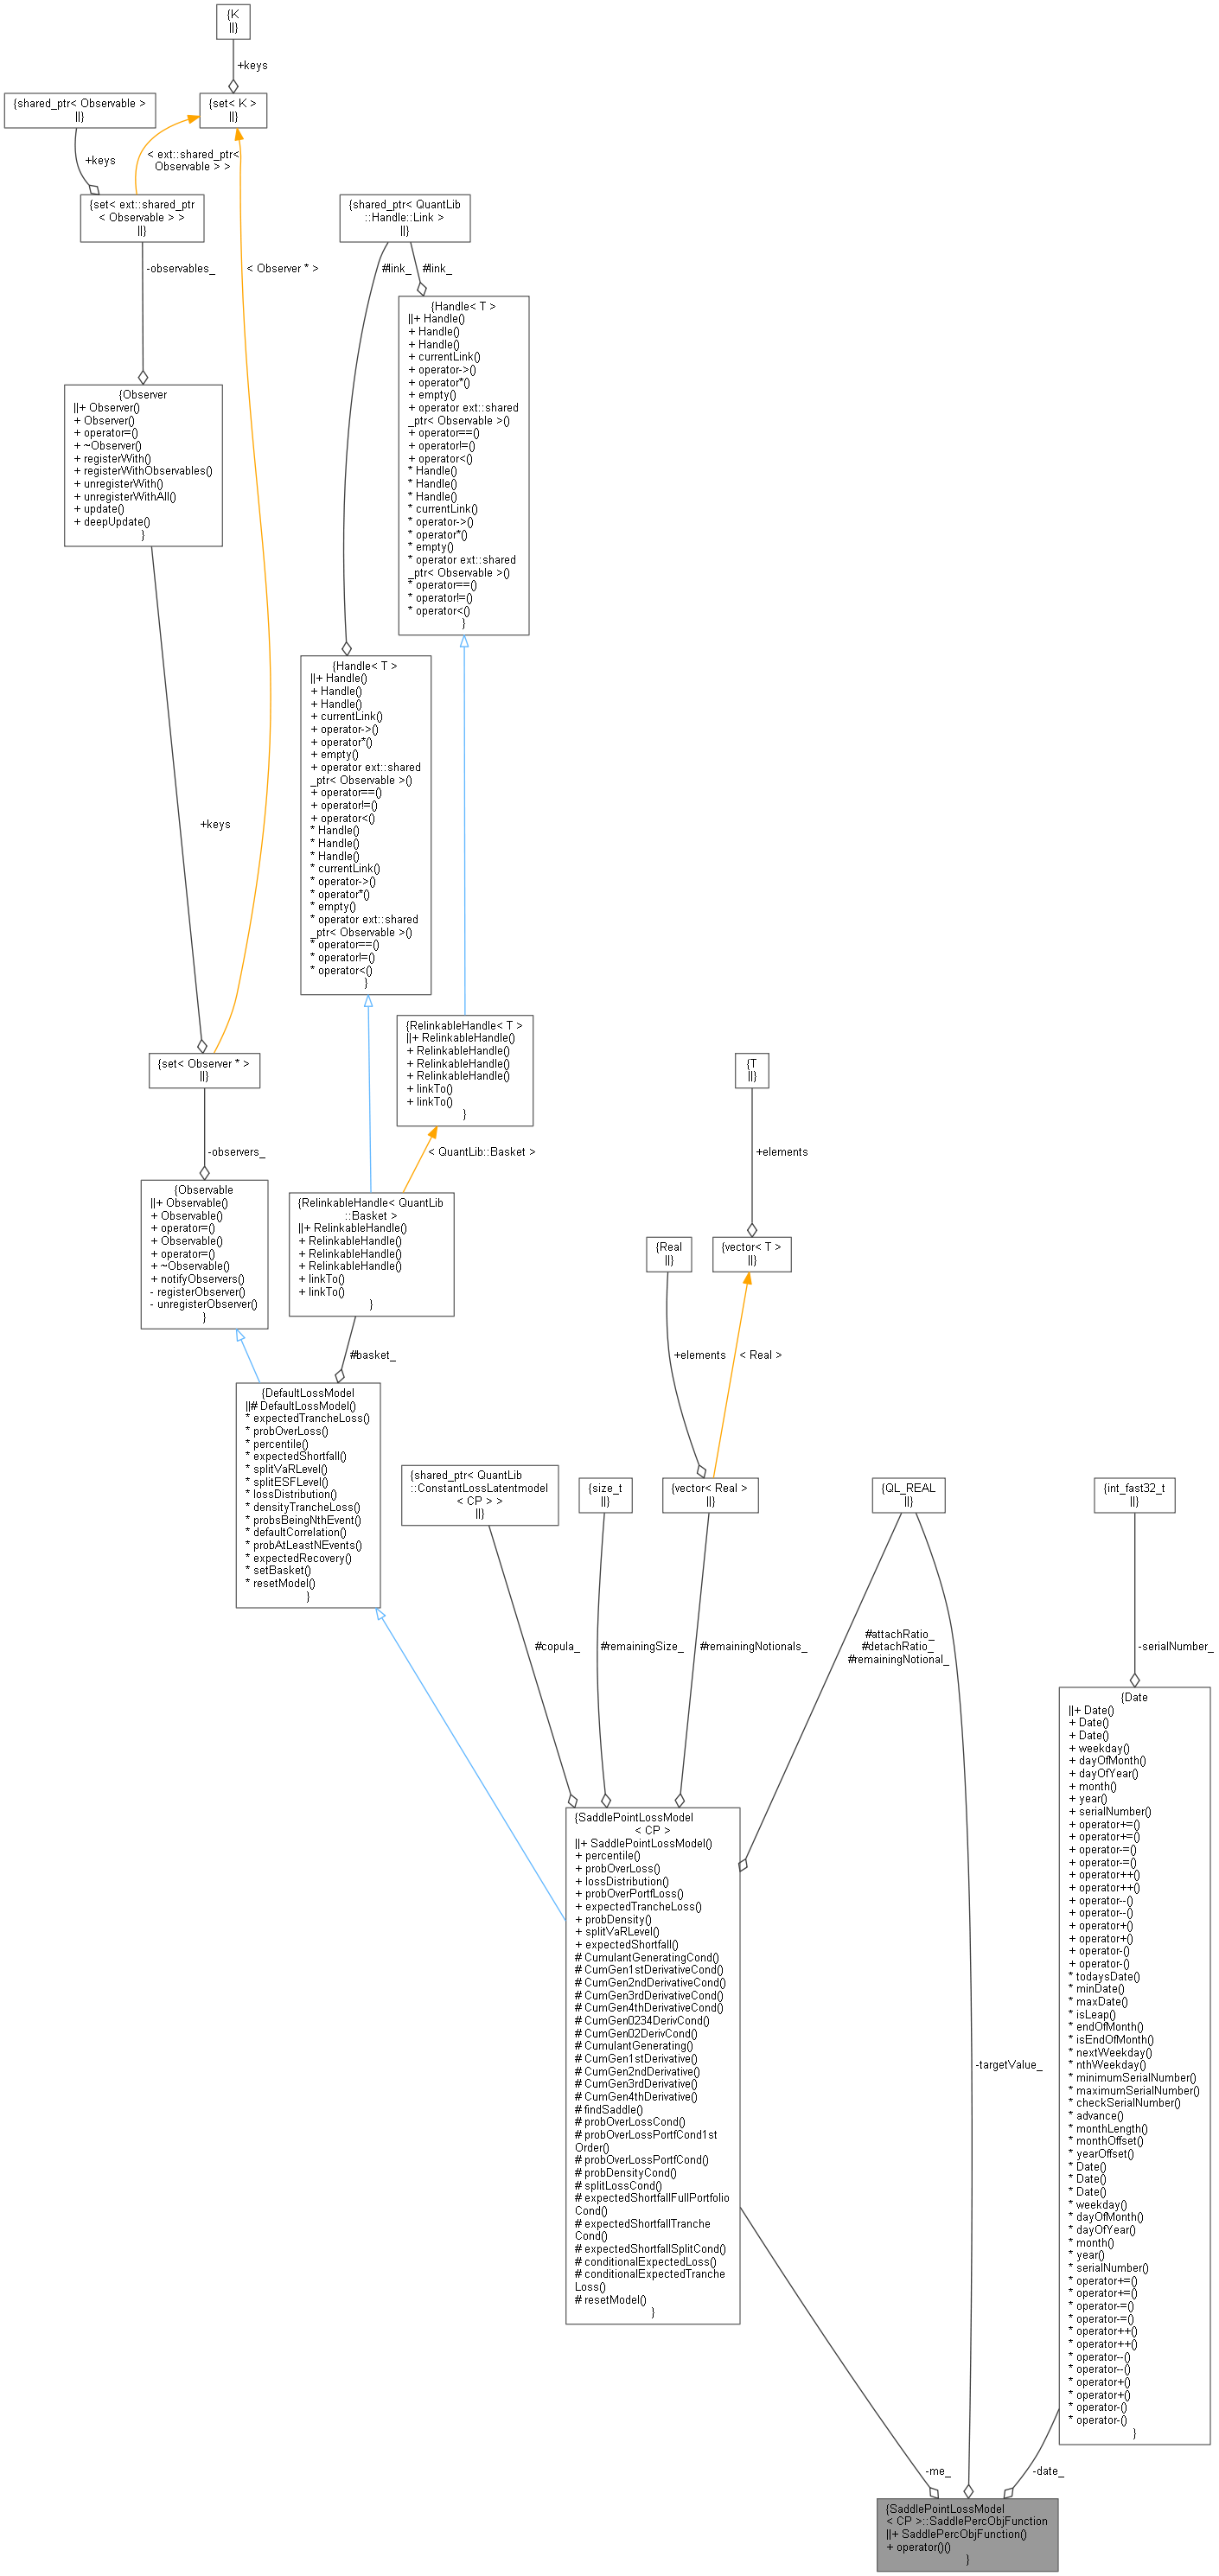 {K
||}
+keys
{shared_ptr< Observable >
||}
{set< K >
||}
+keys
< ext::shared_ptr<
Observable > >
{set< ext::shared_ptr
< Observable > >
||}
{shared_ptr< QuantLib
::Handle::Link >
||}
-observables_
< Observer * >
#link_
#link_
{Handle< T >
||+ Handle()
+ Handle()
+ Handle()
+ currentLink()
+ operator->()
+ operator*()
+ empty()
+ operator ext::shared
_ptr< Observable >()
+ operator==()
+ operator!=()
+ operator<()
* Handle()
* Handle()
* Handle()
* currentLink()
* operator->()
* operator*()
* empty()
* operator ext::shared
_ptr< Observable >()
* operator==()
* operator!=()
* operator<()
}
{Observer
||+ Observer()
+ Observer()
+ operator=()
+ ~Observer()
+ registerWith()
+ registerWithObservables()
+ unregisterWith()
+ unregisterWithAll()
+ update()
+ deepUpdate()
}
{Handle< T >
||+ Handle()
+ Handle()
+ Handle()
+ currentLink()
+ operator->()
+ operator*()
+ empty()
+ operator ext::shared
_ptr< Observable >()
+ operator==()
+ operator!=()
+ operator<()
* Handle()
* Handle()
* Handle()
* currentLink()
* operator->()
* operator*()
* empty()
* operator ext::shared
_ptr< Observable >()
* operator==()
* operator!=()
* operator<()
}
+keys
{RelinkableHandle< T >
||+ RelinkableHandle()
+ RelinkableHandle()
+ RelinkableHandle()
+ RelinkableHandle()
+ linkTo()
+ linkTo()
}
{set< Observer * >
||}
{T
||}
-observers_
< QuantLib::Basket >
+elements
{Observable
||+ Observable()
+ Observable()
+ operator=()
+ Observable()
+ operator=()
+ ~Observable()
+ notifyObservers()
- registerObserver()
- unregisterObserver()
}
{RelinkableHandle< QuantLib
::Basket >
||+ RelinkableHandle()
+ RelinkableHandle()
+ RelinkableHandle()
+ RelinkableHandle()
+ linkTo()
+ linkTo()
}
{Real
||}
{vector< T >
||}
#basket_
+elements
< Real >
{DefaultLossModel
||# DefaultLossModel()
* expectedTrancheLoss()
* probOverLoss()
* percentile()
* expectedShortfall()
* splitVaRLevel()
* splitESFLevel()
* lossDistribution()
* densityTrancheLoss()
* probsBeingNthEvent()
* defaultCorrelation()
* probAtLeastNEvents()
* expectedRecovery()
* setBasket()
* resetModel()
}
{shared_ptr< QuantLib
::ConstantLossLatentmodel
< CP > >
||}
{size_t
||}
{vector< Real >
||}
{QL_REAL
||}
{int_fast32_t
||}
#copula_
#remainingSize_
#remainingNotionals_
#attachRatio_
#detachRatio_
#remainingNotional_
-serialNumber_
{Date
||+ Date()
+ Date()
+ Date()
+ weekday()
+ dayOfMonth()
+ dayOfYear()
+ month()
+ year()
+ serialNumber()
+ operator+=()
+ operator+=()
+ operator-=()
+ operator-=()
+ operator++()
+ operator++()
+ operator--()
+ operator--()
+ operator+()
+ operator+()
+ operator-()
+ operator-()
* todaysDate()
* minDate()
* maxDate()
* isLeap()
* endOfMonth()
* isEndOfMonth()
* nextWeekday()
* nthWeekday()
* minimumSerialNumber()
* maximumSerialNumber()
* checkSerialNumber()
* advance()
* monthLength()
* monthOffset()
* yearOffset()
* Date()
* Date()
* Date()
* weekday()
* dayOfMonth()
* dayOfYear()
* month()
* year()
* serialNumber()
* operator+=()
* operator+=()
* operator-=()
* operator-=()
* operator++()
* operator++()
* operator--()
* operator--()
* operator+()
* operator+()
* operator-()
* operator-()
}
{SaddlePointLossModel
< CP >
||+ SaddlePointLossModel()
+ percentile()
+ probOverLoss()
+ lossDistribution()
+ probOverPortfLoss()
+ expectedTrancheLoss()
+ probDensity()
+ splitVaRLevel()
+ expectedShortfall()
# CumulantGeneratingCond()
# CumGen1stDerivativeCond()
# CumGen2ndDerivativeCond()
# CumGen3rdDerivativeCond()
# CumGen4thDerivativeCond()
# CumGen0234DerivCond()
# CumGen02DerivCond()
# CumulantGenerating()
# CumGen1stDerivative()
# CumGen2ndDerivative()
# CumGen3rdDerivative()
# CumGen4thDerivative()
# findSaddle()
# probOverLossCond()
# probOverLossPortfCond1st
Order()
# probOverLossPortfCond()
# probDensityCond()
# splitLossCond()
# expectedShortfallFullPortfolio
Cond()
# expectedShortfallTranche
Cond()
# expectedShortfallSplitCond()
# conditionalExpectedLoss()
# conditionalExpectedTranche
Loss()
# resetModel()
}
-targetValue_
-me_
-date_
{SaddlePointLossModel
< CP >::SaddlePercObjFunction
||+ SaddlePercObjFunction()
+ operator()()
}